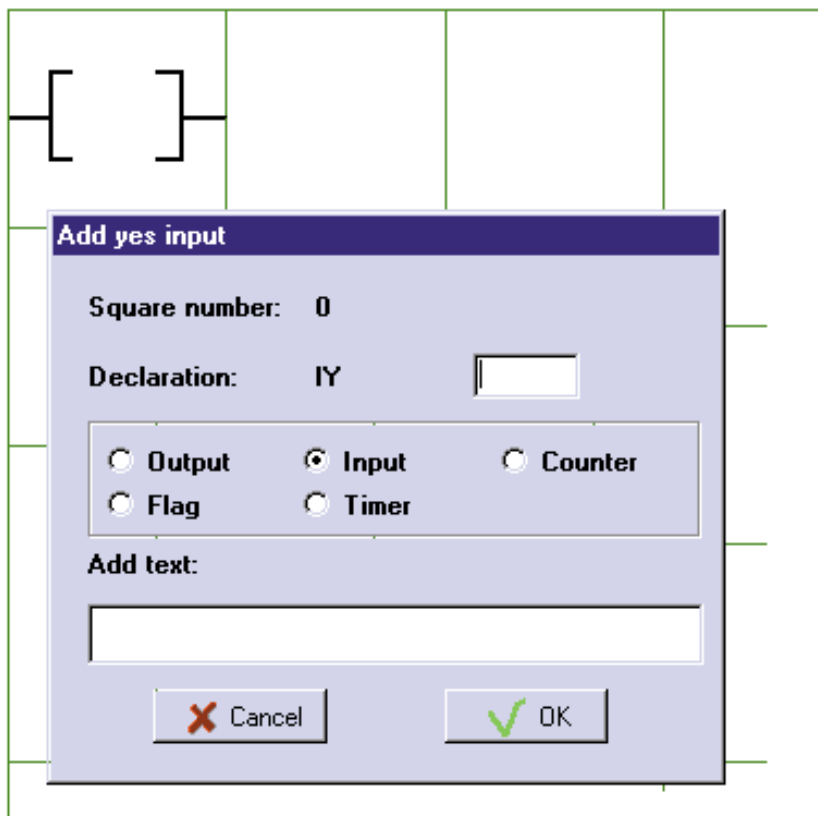 Add yes input
Square number: 0
Declaration: IY
Output Input Counter
Flag Timer
Add text:
Cancel OK